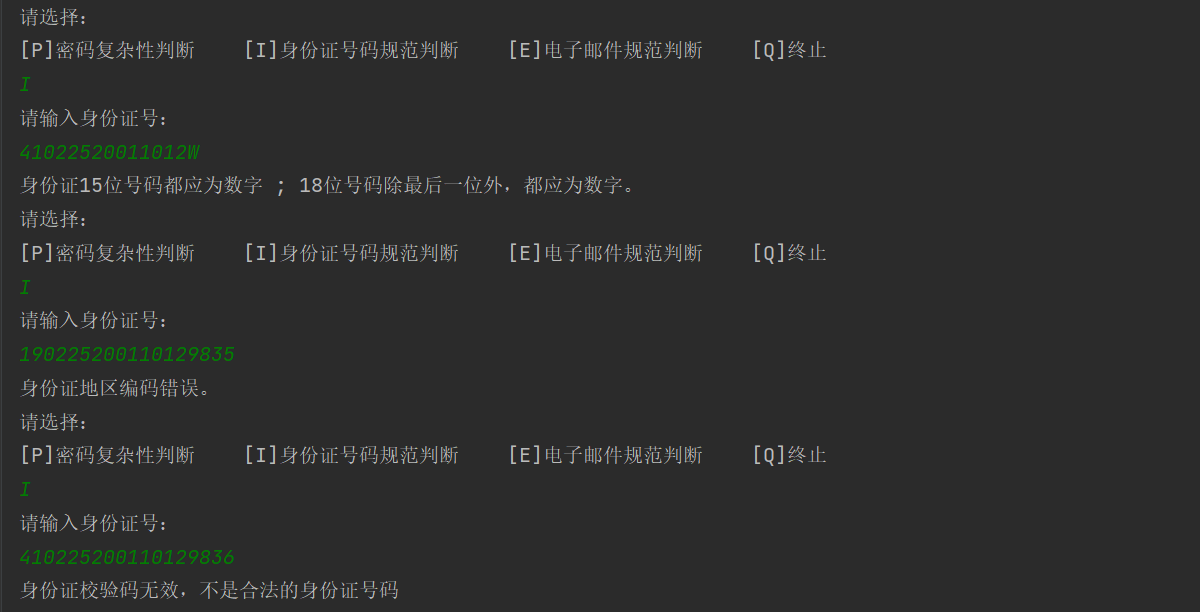 请选择：
[P]密码复杂性判断    [I]身份证号码规范判断    [E]电子邮件规范判断    [Q]终止
I
请输入身份证号：
41022520011012W
身份证15位号码都应为数字 ; 18位号码除最后一位外，都应为数字。
请选择：
[P]密码复杂性判断    [I]身份证号码规范判断    [E]电子邮件规范判断    [Q]终止
I
请输入身份证号：
190225200110129835
身份证地区编码错误。
请选择：
[P]密码复杂性判断    [I]身份证号码规范判断    [E]电子邮件规范判断    [Q]终止
I
请输入身份证号：
410225200110129836
身份证校验码无效，不是合法的身份证号码